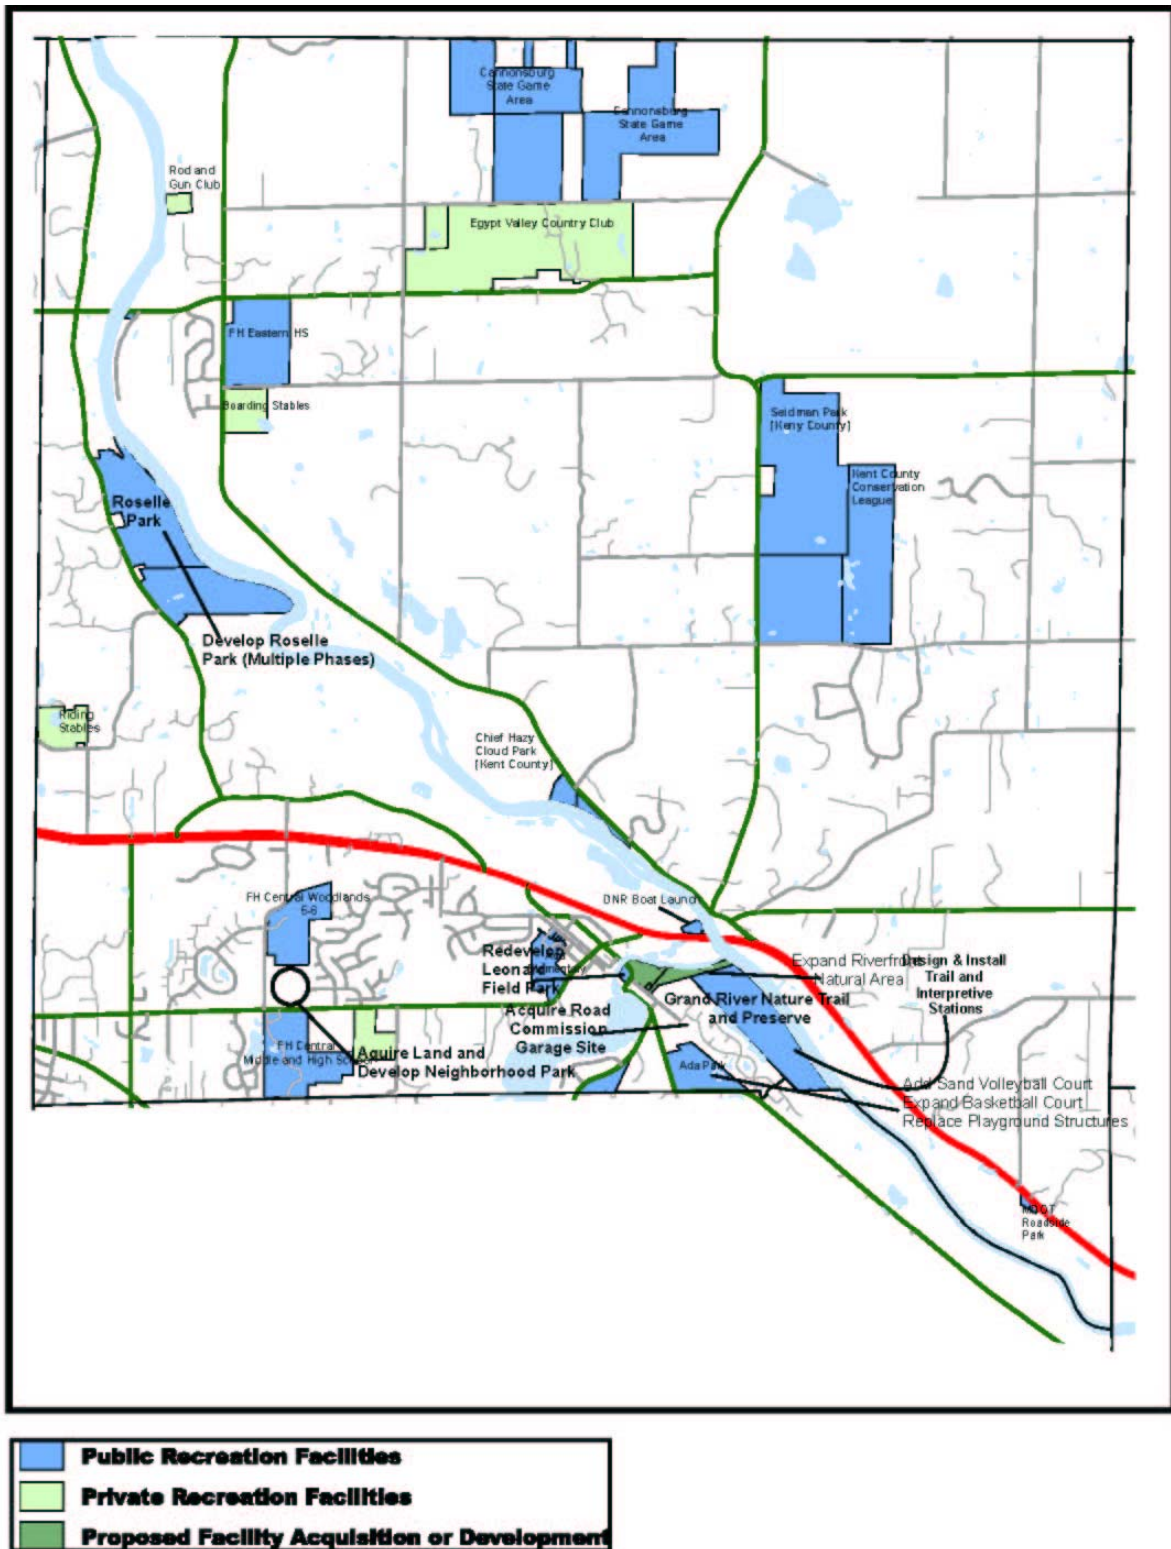 Cannonsburg
State Game
Area
Cannonsburg
State Game
Area
Rod and
Gun Club
Egypt Valley Country Club
FH Eastern HS
Boarding Stables
Seidman Park
[Keny County]
Kent County
Conservation
League
Roselle
Park
Develop Roselle
Park (Multiple Phases)
Riding
Stables
Chief Hazy
Cloud Park
[Kent County]
FH Central Woodlands
5-6
DNR Boat Launch
Redevelop
Leonard
Field Park
Expand Riverfront
Natural Area
Design & Install
Trail and
Interpretive
Stations
Grand River Nature Trail
and Preserve
Acquire Road
Commission
Garage Site
FH Central
Middle and High School
Aquire Land and
Develop Neighborhood Park
Ada Park
Add Sand Volleyball Court
Expand Basketball Court
Replace Playground Structures
MDOT
Roadside
Park
Public Recreation Facilities
Private Recreation Facilities
Proposed Facility Acquisition or Development